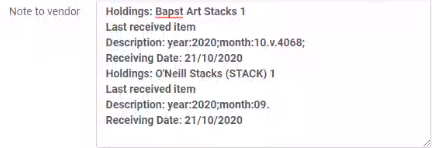 Note to vendor
Holdings: Bapst Art Stacks 1
Last received item
Description: year:2020;month:10.v.4068;
Receiving Date: 21/10/2020
Holdings: O'Neill Stacks (STACK) 1
Last received item
Description: year:2020;month:09.
Receiving Date: 21/10/2020